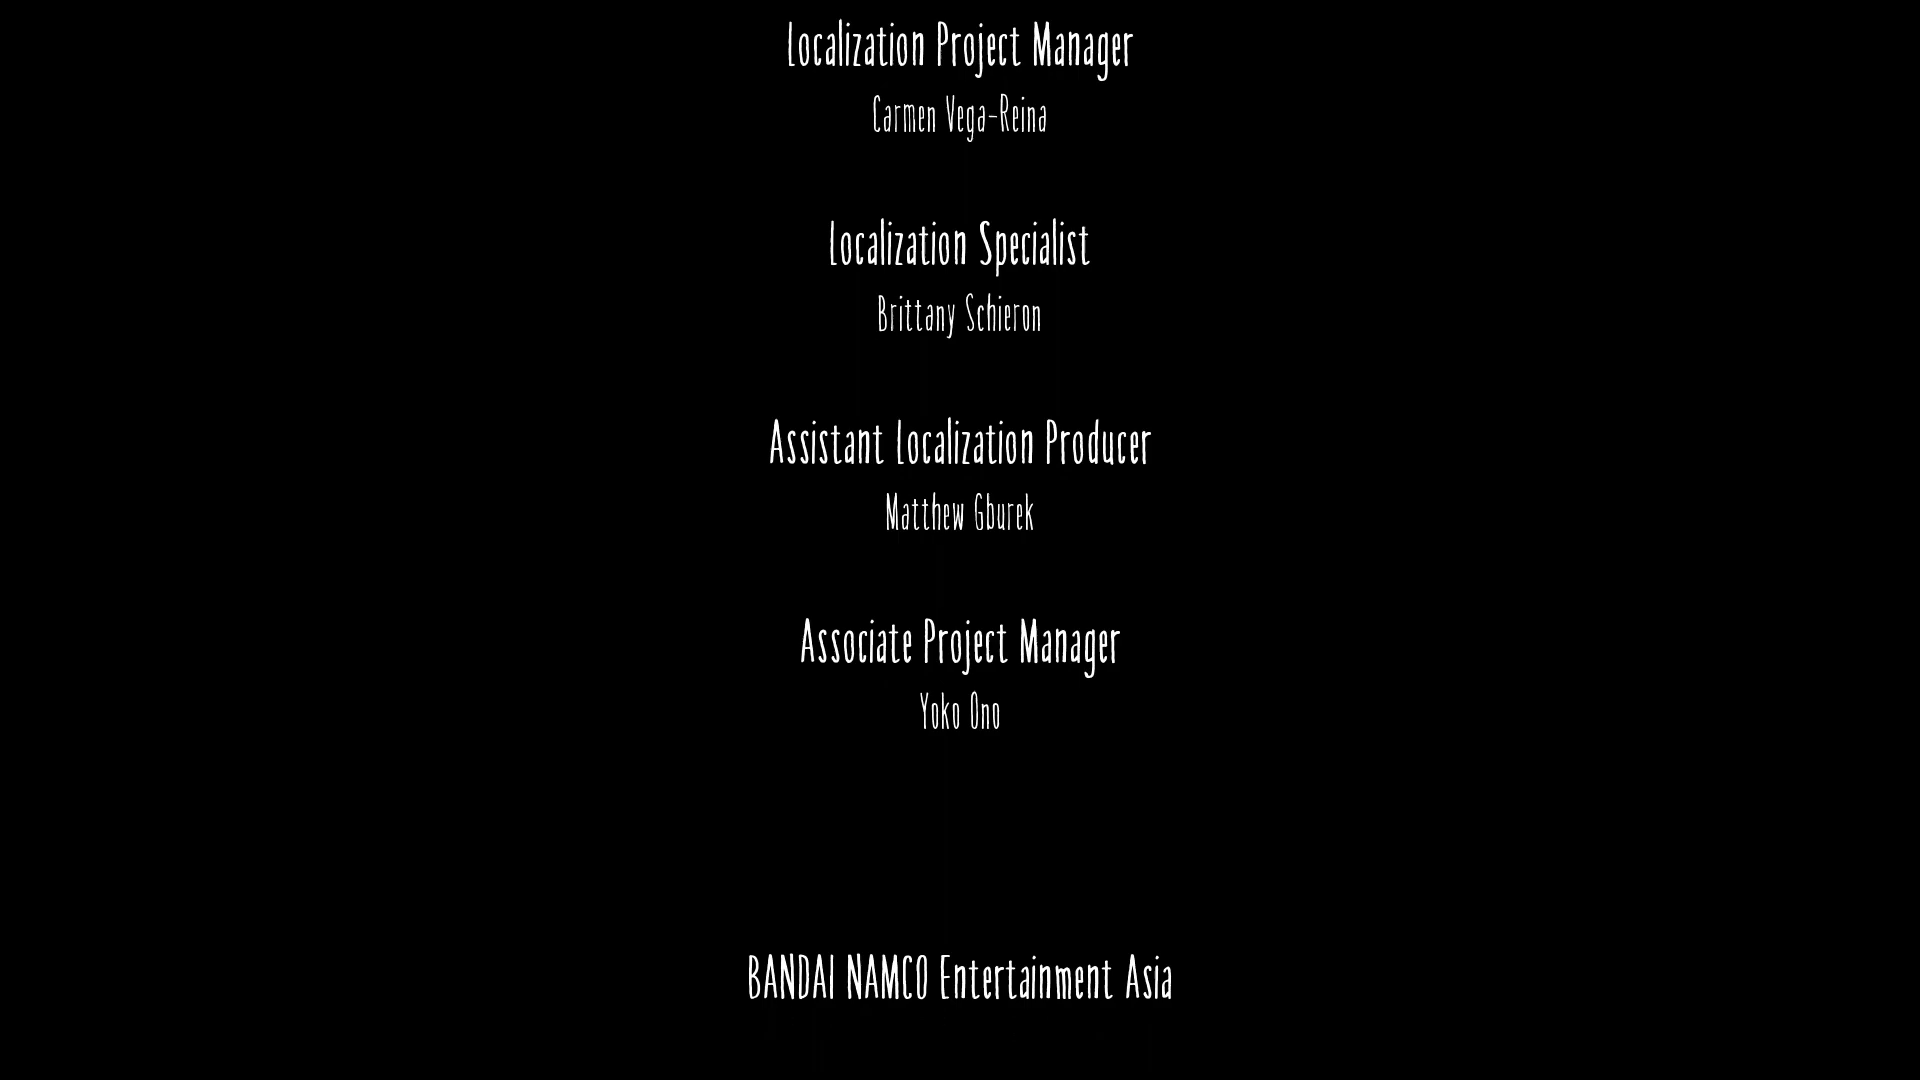 Localization Project Manager
Carmen Vega-Reina
Localization Specialist
Brittany Schieron
Assistant Localization Producer
Matthew Gburek
Associate Project Manager
Yoko Ono
BANDAI NAMCO Entertainment Asia